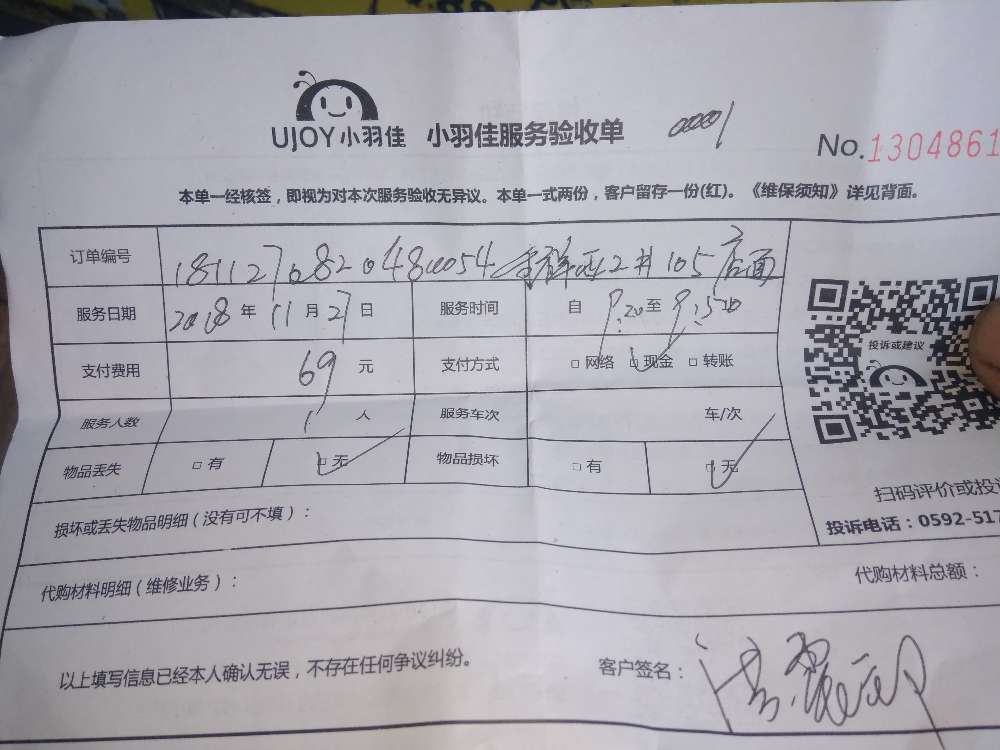 UJOY小羽佳 小羽佳服务验收单 00001 No.1304861
本单一经核签，即视为对本次服务验收无异议。本单一式两份，客户留存一份(红)。《维保须知》详见背面。
订单编号 店面
服务日期 2018 年 11 月 27 日 服务时间 自 9:20 至 9:50
支付费用 69 元 支付方式 □ 网络 □ 现金 □ 转账
服务人数 1 人 服务车次 车/次
物品丢失 □ 有 □ 无 物品损坏 □ 有 □ 无
投诉或建议
扫码评价或投
投诉电话：0592-517
损坏或丢失物品明细（没有可不填）：
代购材料明细（维修业务）： 代购材料总额：
以上填写信息已经本人确认无误，不存在任何争议纠纷。 客户签名：